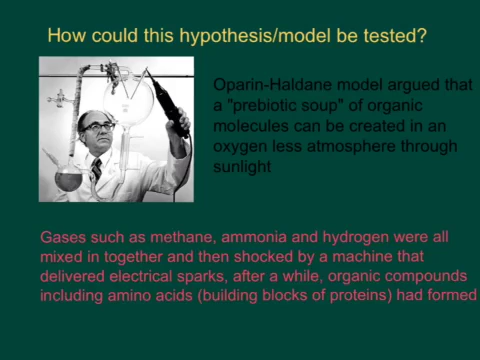 How could this hypothesis/model be tested?
Oparin-Haldane model argued that
a "prebiotic soup" of organic
molecules can be created in an
oxygen less atmosphere through
sunlight
Gases such as methane, ammonia and hydrogen were all
mixed in together and then shocked by a machine that
delivered electrical sparks, after a while, organic compounds
including amino acids (building blocks of proteins) had formed